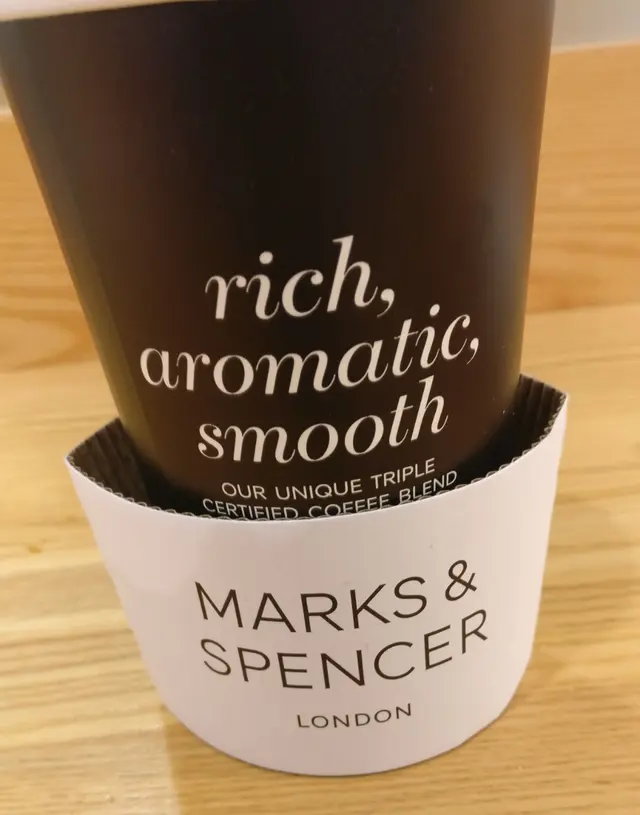 rich,
aromatic,
smooth
OUR UNIQUE TRIPLE
CERTIFIED COFFEE BLEND
MARKS &
SPENCER
LONDON